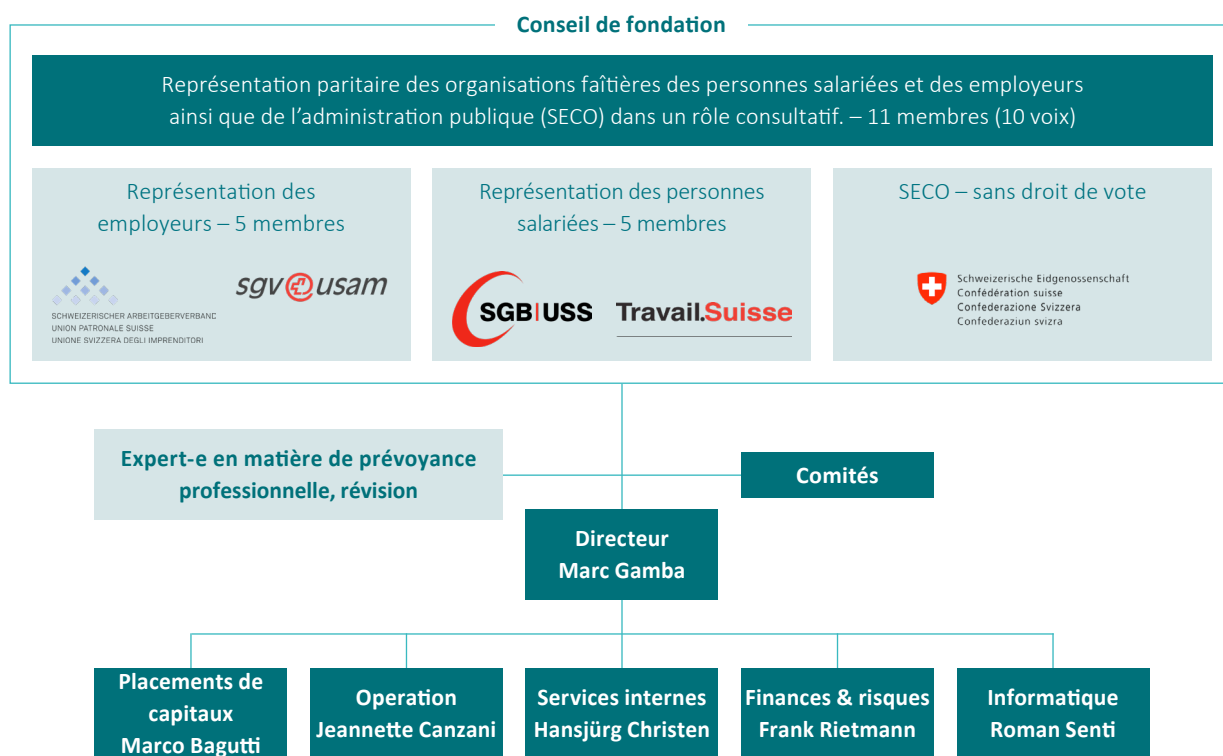 Conseil de fondation
Représentation paritaire des organisations faîtières des personnes salariées et des employeurs
ainsi que de l'administration publique (SECO) dans un rôle consultatif. – 11 membres (10 voix)
Représentation des
employeurs – 5 membres
SCHWEIZERISCHER ARBEITGEBERVERBAND
UNION PATRONALE SUISSE
UNIONE SVIZZERA DEGLI IMPRENDITORI
sgv usam
Représentation des personnes
salariées – 5 membres
SGB|USS
Travail.Suisse
SECO – sans droit de vote
Schweizerische Eidgenossenschaft
Confédération suisse
Confederazione Svizzera
Confederaziun svizra
Expert-e en matière de prévoyance
professionnelle, révision
Comités
Directeur
Marc Gamba
Placements de
capitaux
Marco Bagutti
Operation
Jeannette Canzani
Services internes
Hansjürg Christen
Finances & risques
Frank Rietmann
Informatique
Roman Senti